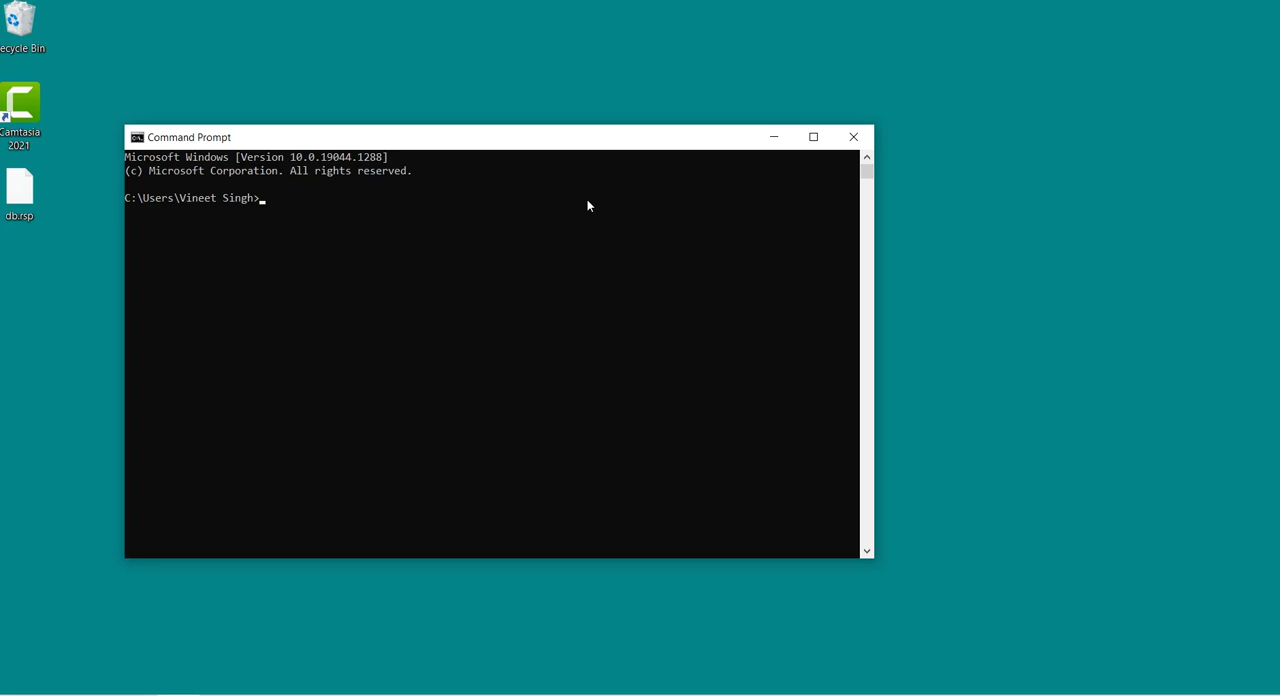 ecycle Bin
Camtasia
2021
db.rsp
Command Prompt
Microsoft Windows [Version 10.0.19044.1288]
(c) Microsoft Corporation. All rights reserved.
C:\Users\Vineet Singh>